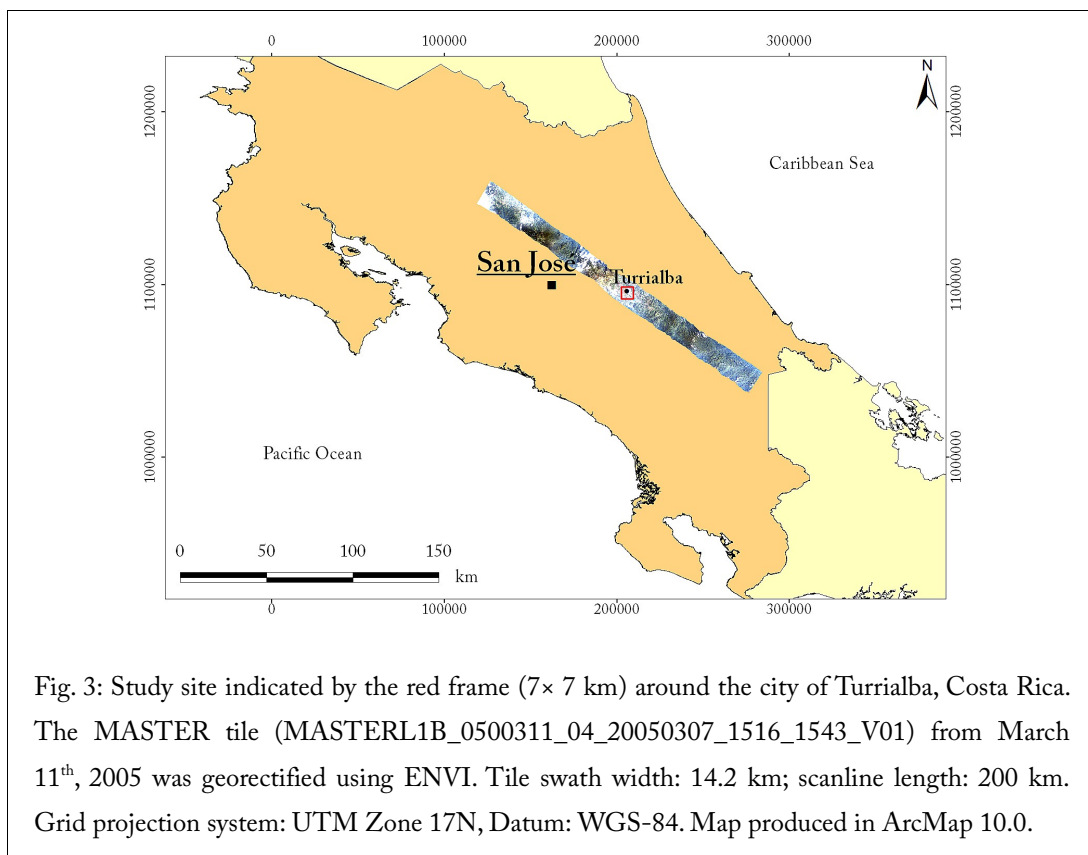 0 100000 200000 300000
N
1200000 1200000
Caribbean Sea
San José
Turrialba
1100000 1100000
Pacific Ocean
1000000 1000000
0 50 100 150
km
0 100000 200000 300000
Fig. 3: Study site indicated by the red frame (7× 7 km) around the city of Turrialba, Costa Rica.
The MASTER tile (MASTERL1B_0500311_04_20050307_1516_1543_V01) from March
11th, 2005 was georectified using ENVI. Tile swath width: 14.2 km; scanline length: 200 km.
Grid projection system: UTM Zone 17N, Datum: WGS-84. Map produced in ArcMap 10.0.